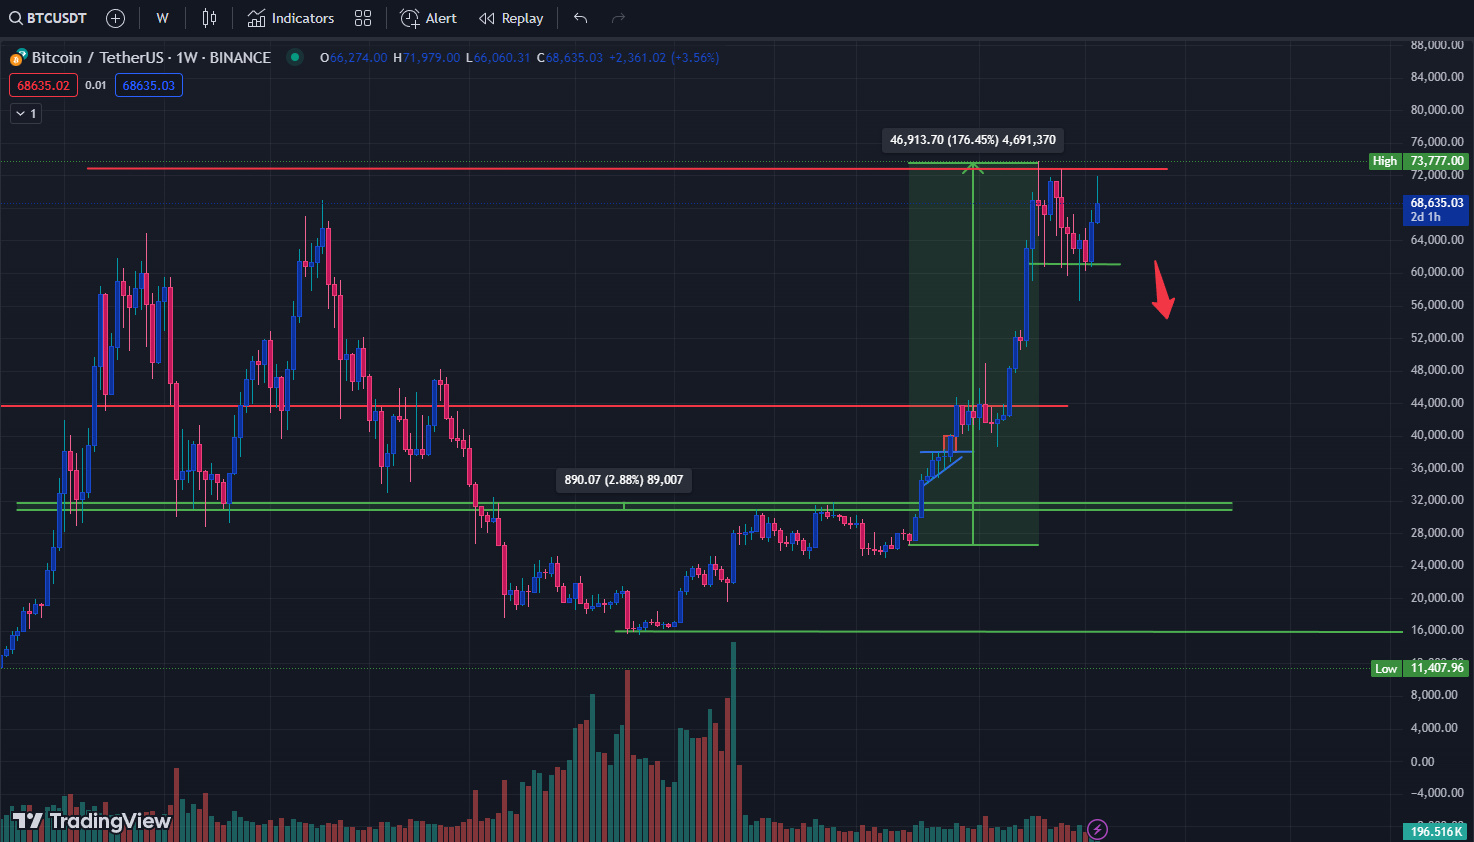 BTCUSDT W Indicators Alert Replay
Bitcoin / TetherUS · 1W · BINANCE O66,274.00 H71,979.00 L66,060.31 C68,635.03 +2,361.02 (+3.56%)
68635.02 0.01 68635.03
1
88,000.00
84,000.00
80,000.00
76,000.00
46,913.70 (176.45%) 4,691,370
High 73,777.00
72,000.00
68,635.03
2d 1h
64,000.00
60,000.00
56,000.00
52,000.00
48,000.00
44,000.00
40,000.00
36,000.00
890.07 (2.88%) 89,007
32,000.00
28,000.00
24,000.00
20,000.00
16,000.00
Low 11,407.96
8,000.00
4,000.00
0.00
−4,000.00
TradingView
196.516K